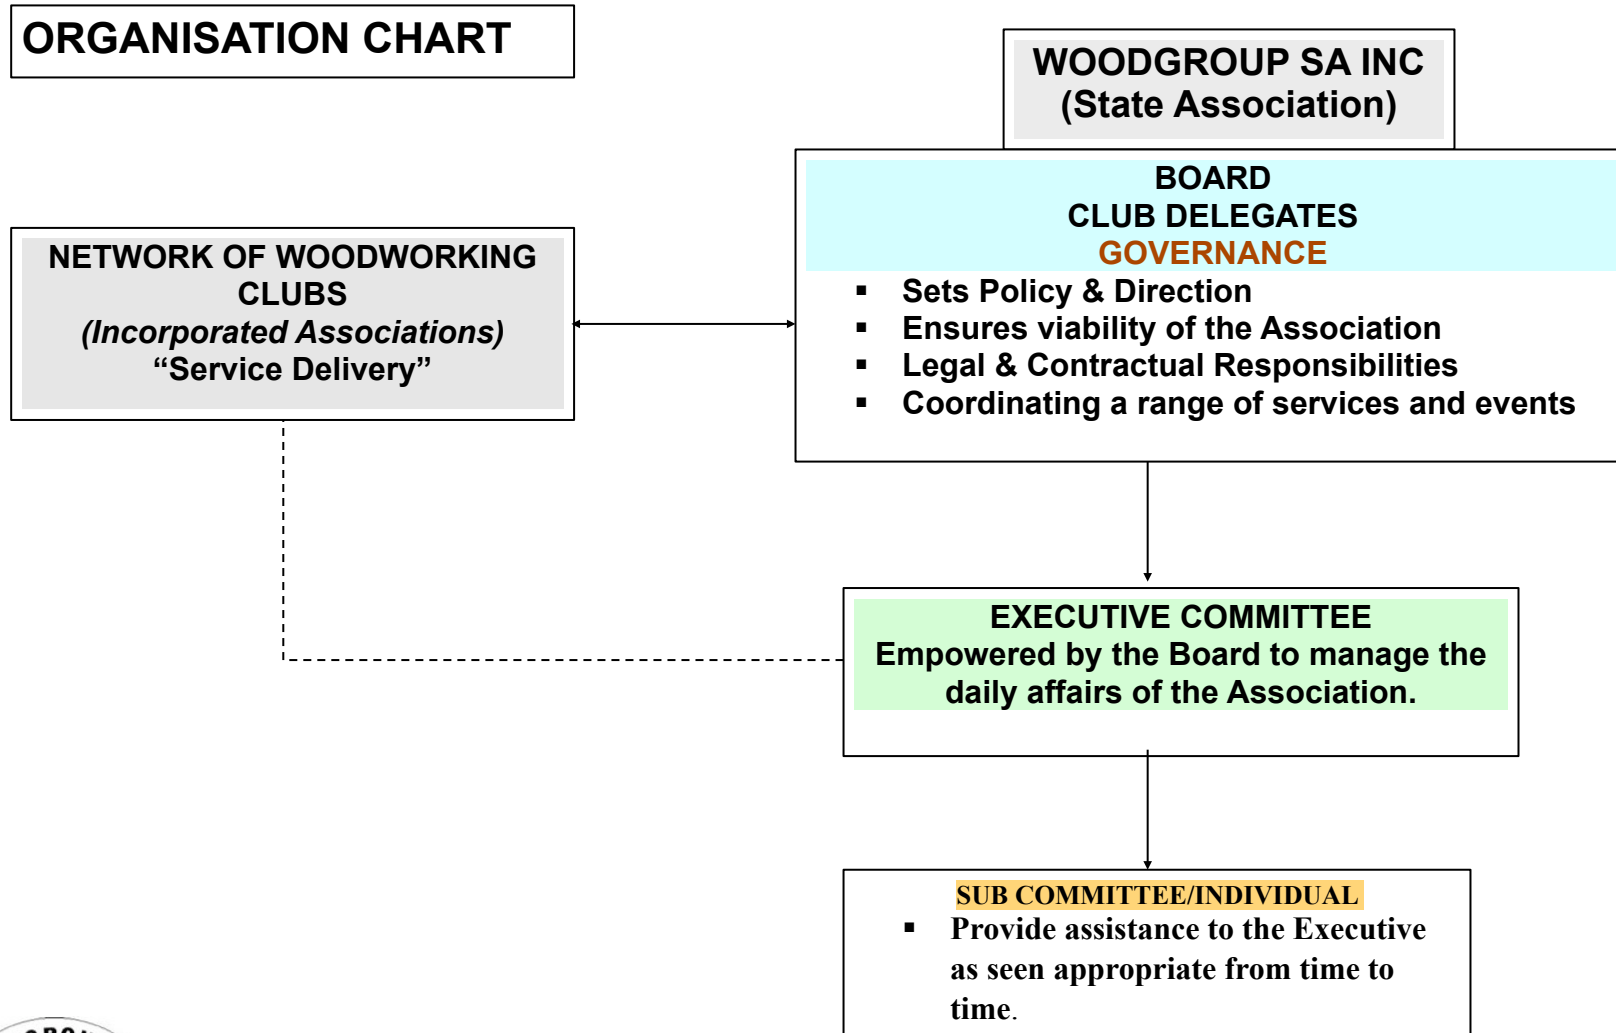 ORGANISATION CHART
WOODGROUP SA INC
(State Association)
BOARD
CLUB DELEGATES
GOVERNANCE
▪ Sets Policy & Direction
▪ Ensures viability of the Association
▪ Legal & Contractual Responsibilities
▪ Coordinating a range of services and events
NETWORK OF WOODWORKING
CLUBS
(Incorporated Associations)
“Service Delivery”
EXECUTIVE COMMITTEE
Empowered by the Board to manage the
daily affairs of the Association.
SUB COMMITTEE/INDIVIDUAL
▪ Provide assistance to the Executive
as seen appropriate from time to
time.